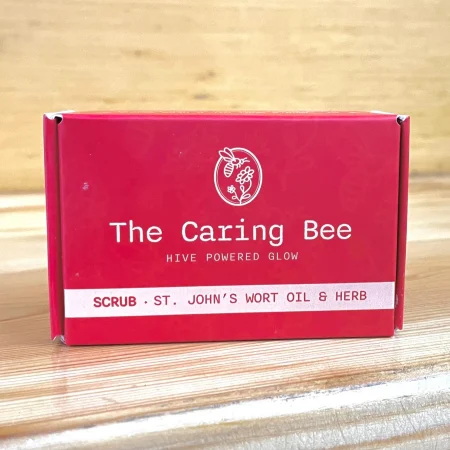 The Caring Bee
HIVE POWERED GLOW
SCRUB · ST. JOHN'S WORT OIL & HERB